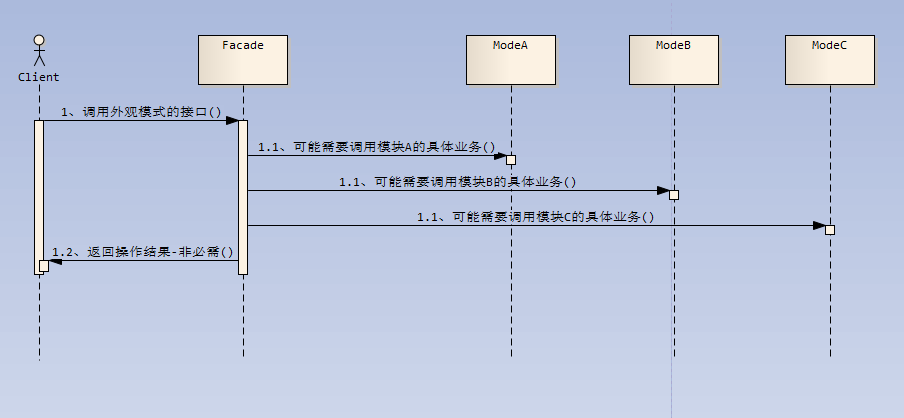 Client
Facade
ModeA
ModeB
ModeC
1、调用外观模式的接口()
1.1、可能需要调用模块A的具体业务()
1.1、可能需要调用模块B的具体业务()
1.1、可能需要调用模块C的具体业务()
1.2、返回操作结果-非必需()